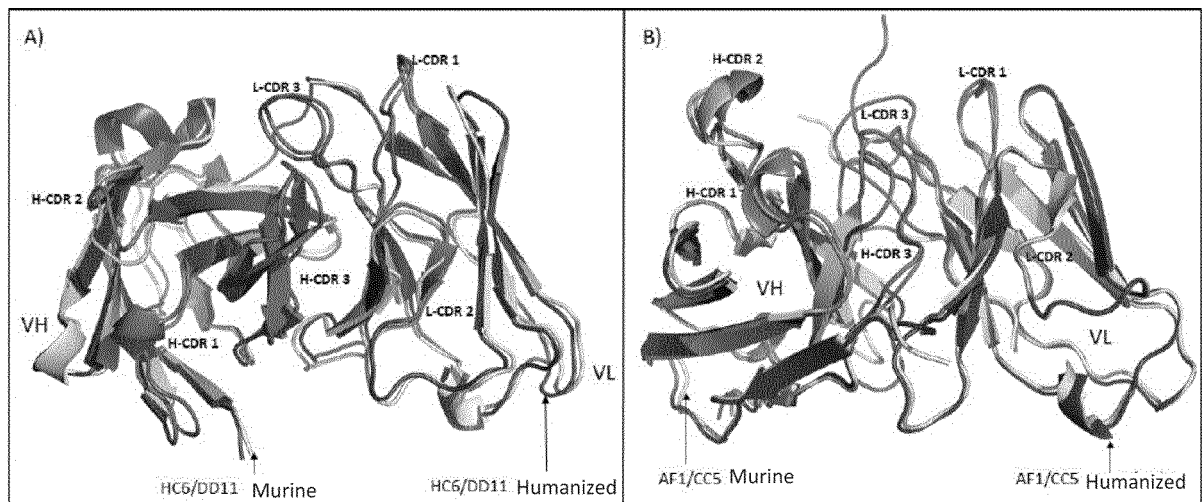 A)
L-CDR 1
L-CDR 3
H-CDR 2
H-CDR 3
L-CDR 2
VH
H-CDR 1
VL
HC6/DD11 Murine
HC6/DD11 Humanized
B)
H-CDR 2
L-CDR 1
L-CDR 3
H-CDR 1
H-CDR 3
L-CDR 2
VH
VL
AF1/CC5 Murine
AF1/CC5 Humanized